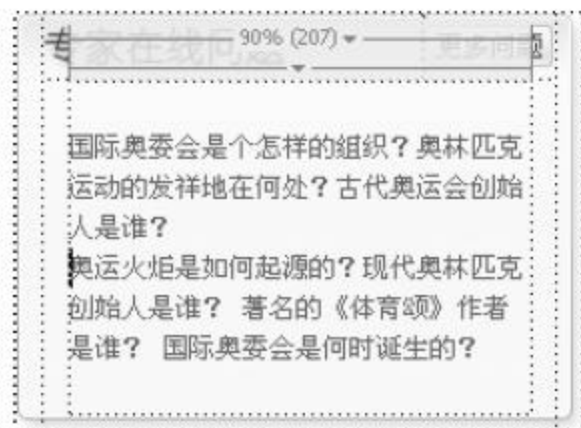 专家在线问
90% (207)
更多问题
国际奥委会是个怎样的组织？奥林匹克
运动的发祥地在何处？古代奥运会创始
人是谁？
奥运火炬是如何起源的？现代奥林匹克
创始人是谁？ 著名的《体育颂》作者
是谁？ 国际奥委会是何时诞生的？